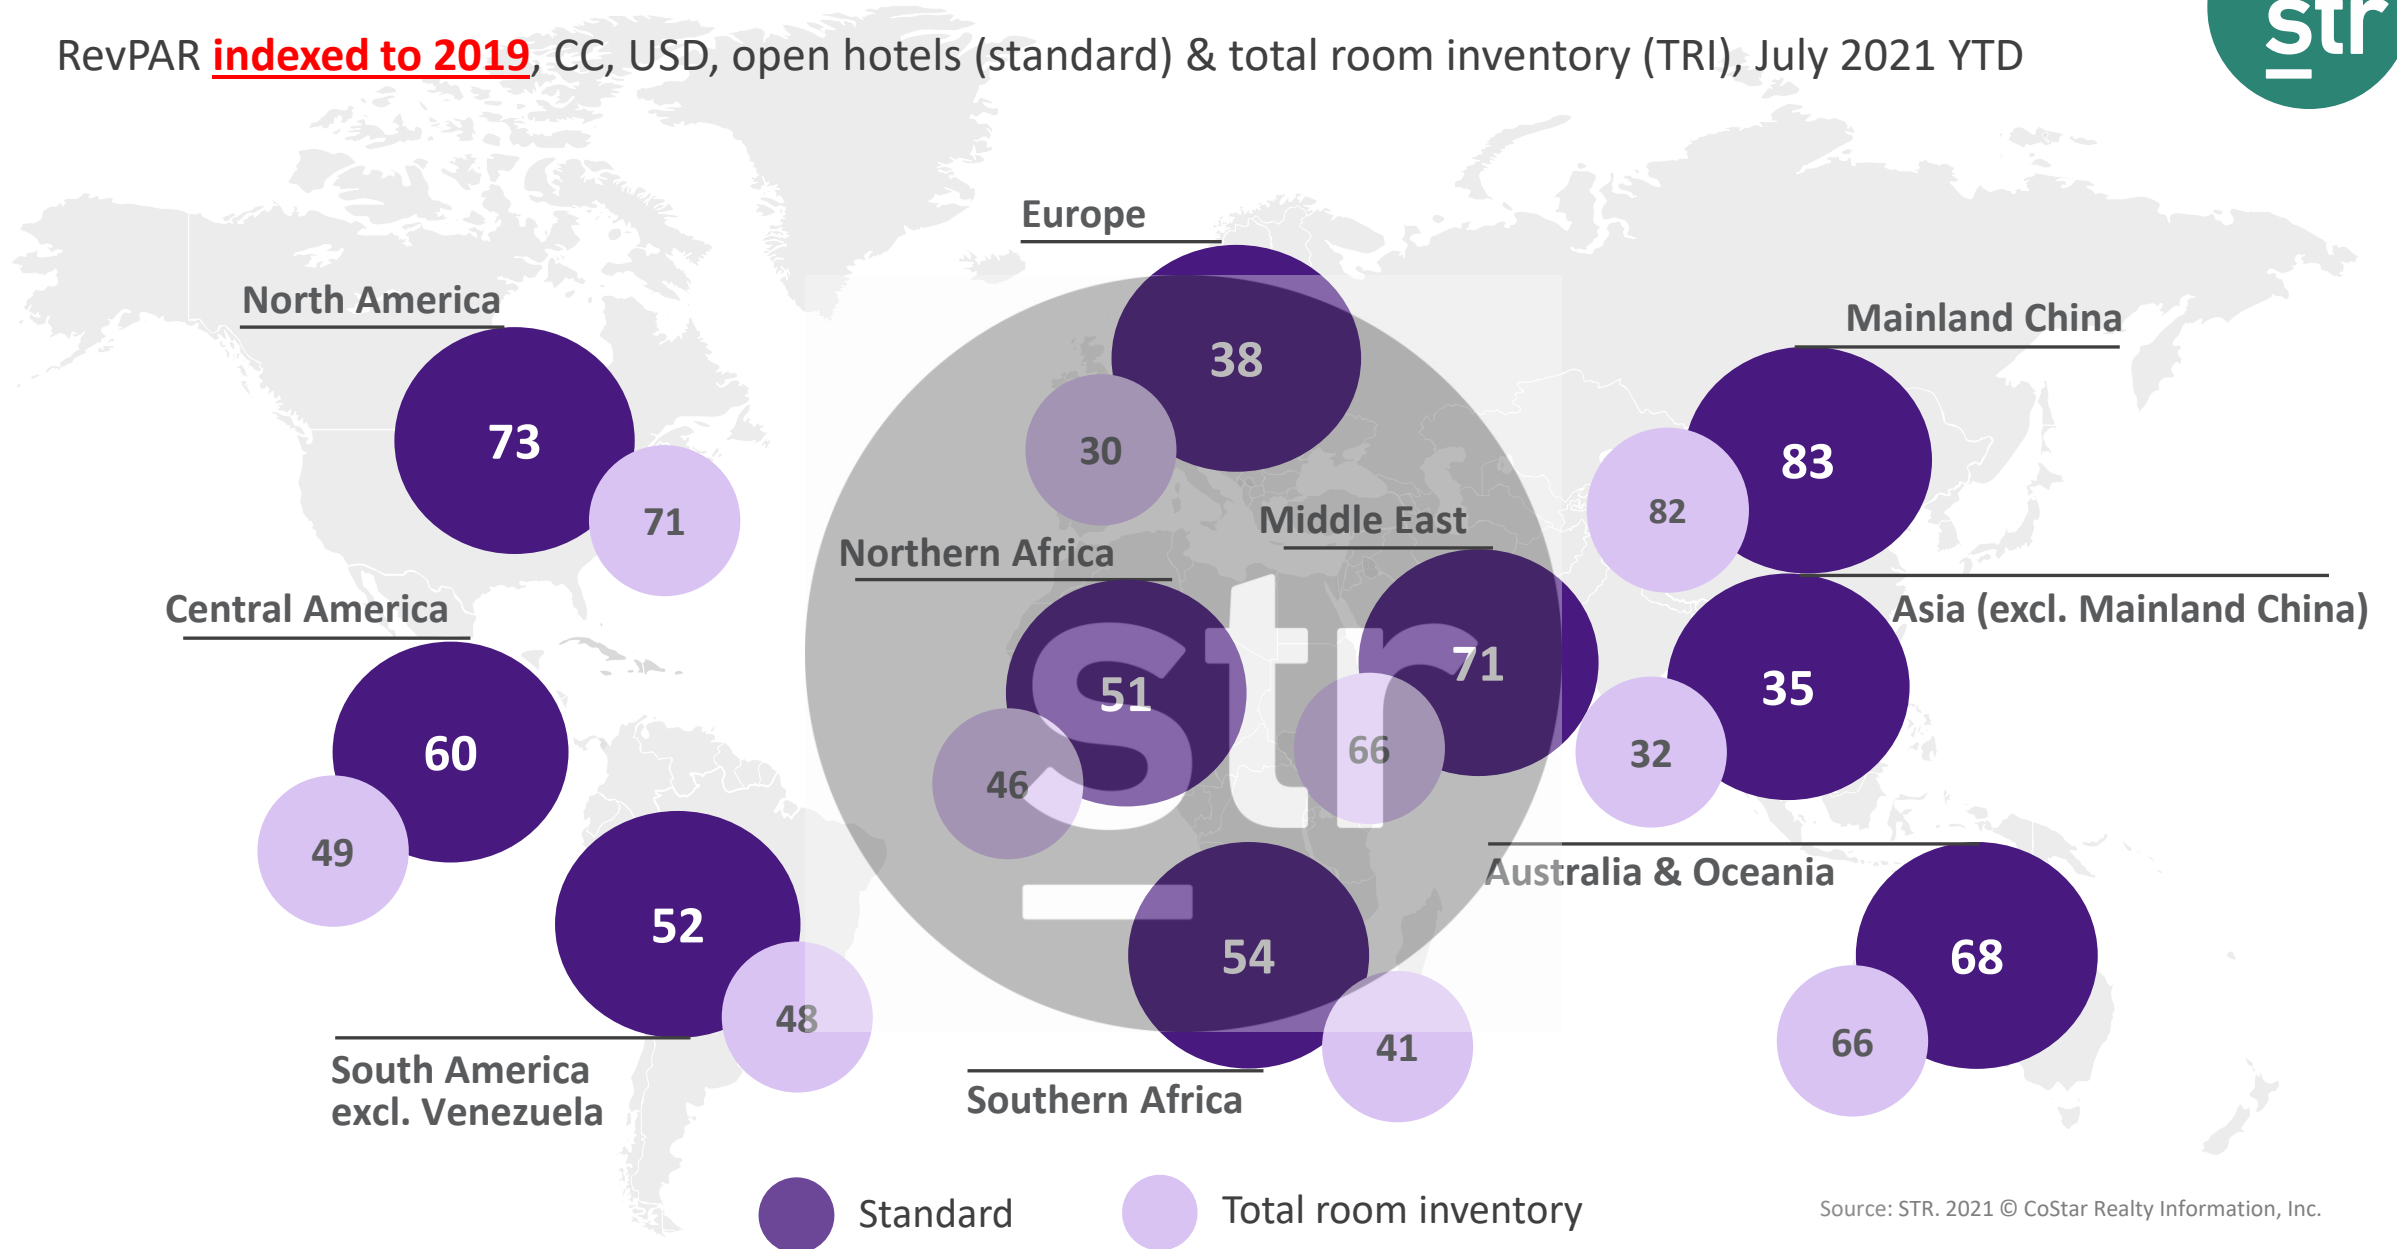 RevPAR indexed to 2019, CC, USD, open hotels (standard) & total room inventory (TRI), July 2021 YTD
str
Europe
38
30
North America
73
71
Mainland China
83
82
Middle East
71
66
Northern Africa
51
46
Asia (excl. Mainland China)
35
32
Central America
60
49
str
Australia & Oceania
68
66
52
48
South America
excl. Venezuela
54
41
Southern Africa
Standard
Total room inventory
Source: STR. 2021 © CoStar Realty Information, Inc.